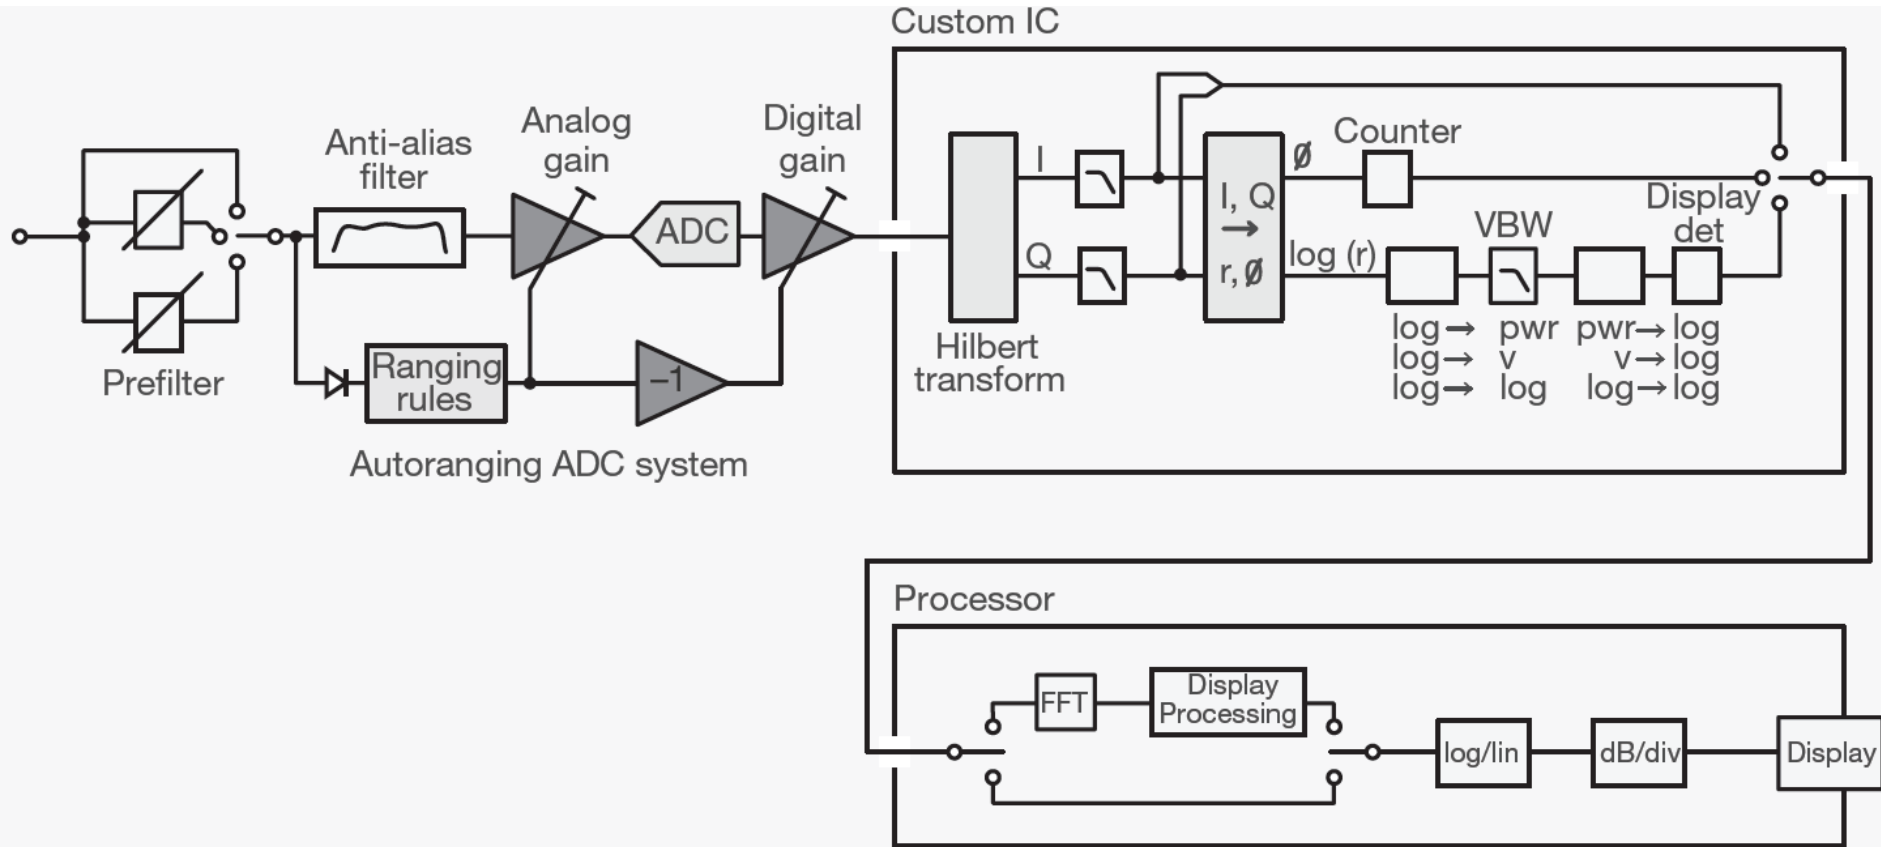 Custom IC
Anti-alias
filter
Analog
gain
Digital
gain
ADC
Prefilter
Ranging
rules
–1
Autoranging ADC system
Hilbert
transform
I
Q
I, Q
→
r, Ø
Ø
log (r)
Counter
VBW
Display
det
log→ pwr pwr→ log
log→ v v→ log
log→ log log→ log
Processor
FFT
Display
Processing
log/lin
dB/div
Display